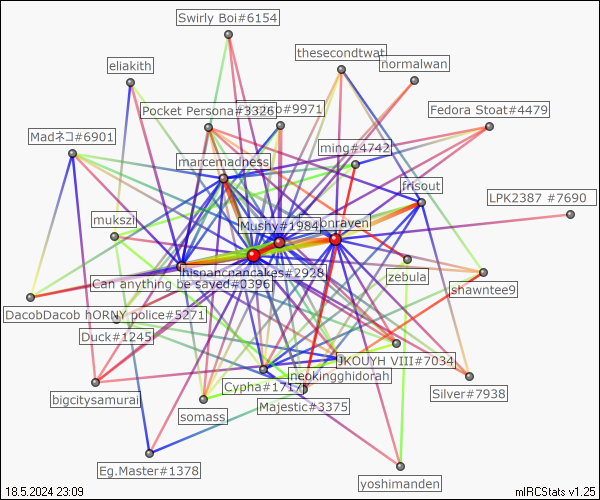 Swirly Boi#6154
thesecondtwat
normalwan
eliakith
Pocket Persona#3326
o#9971
Fedora Stoat#4479
Madネコ#6901
ming#4742
marcemadness
frisout
LPK2387 #7690
mukszi
Mushy#1984
onraven
hispanicpancakes#2928
zebula
Can anything be saved#0396
shawntee9
DacobDacob hORNY police#5271
Duck#1245
JKOUYH VIII#7034
neokingghidorah
Cypha#1717
Silver#7938
bigcitysamurai
Majestic#3375
somass
Eg.Master#1378
yoshimanden
18.5.2024 23:09
mIRCStats v1.25